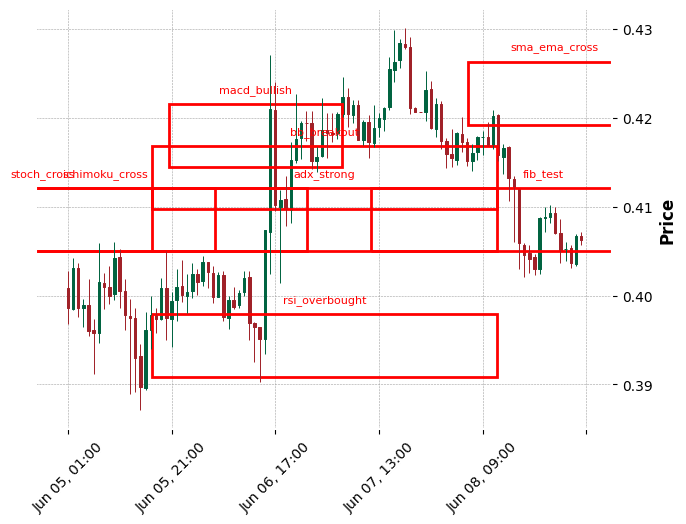 0.43
sma_ema_cross
macd_bullish
0.42
bb_breakout
stoch_cross
ichimoku_cross
adx_strong
fib_test
0.41
Price
0.40
rsi_overbought
0.39
Jun 05, 01:00
Jun 05, 21:00
Jun 06, 17:00
Jun 07, 13:00
Jun 08, 09:00